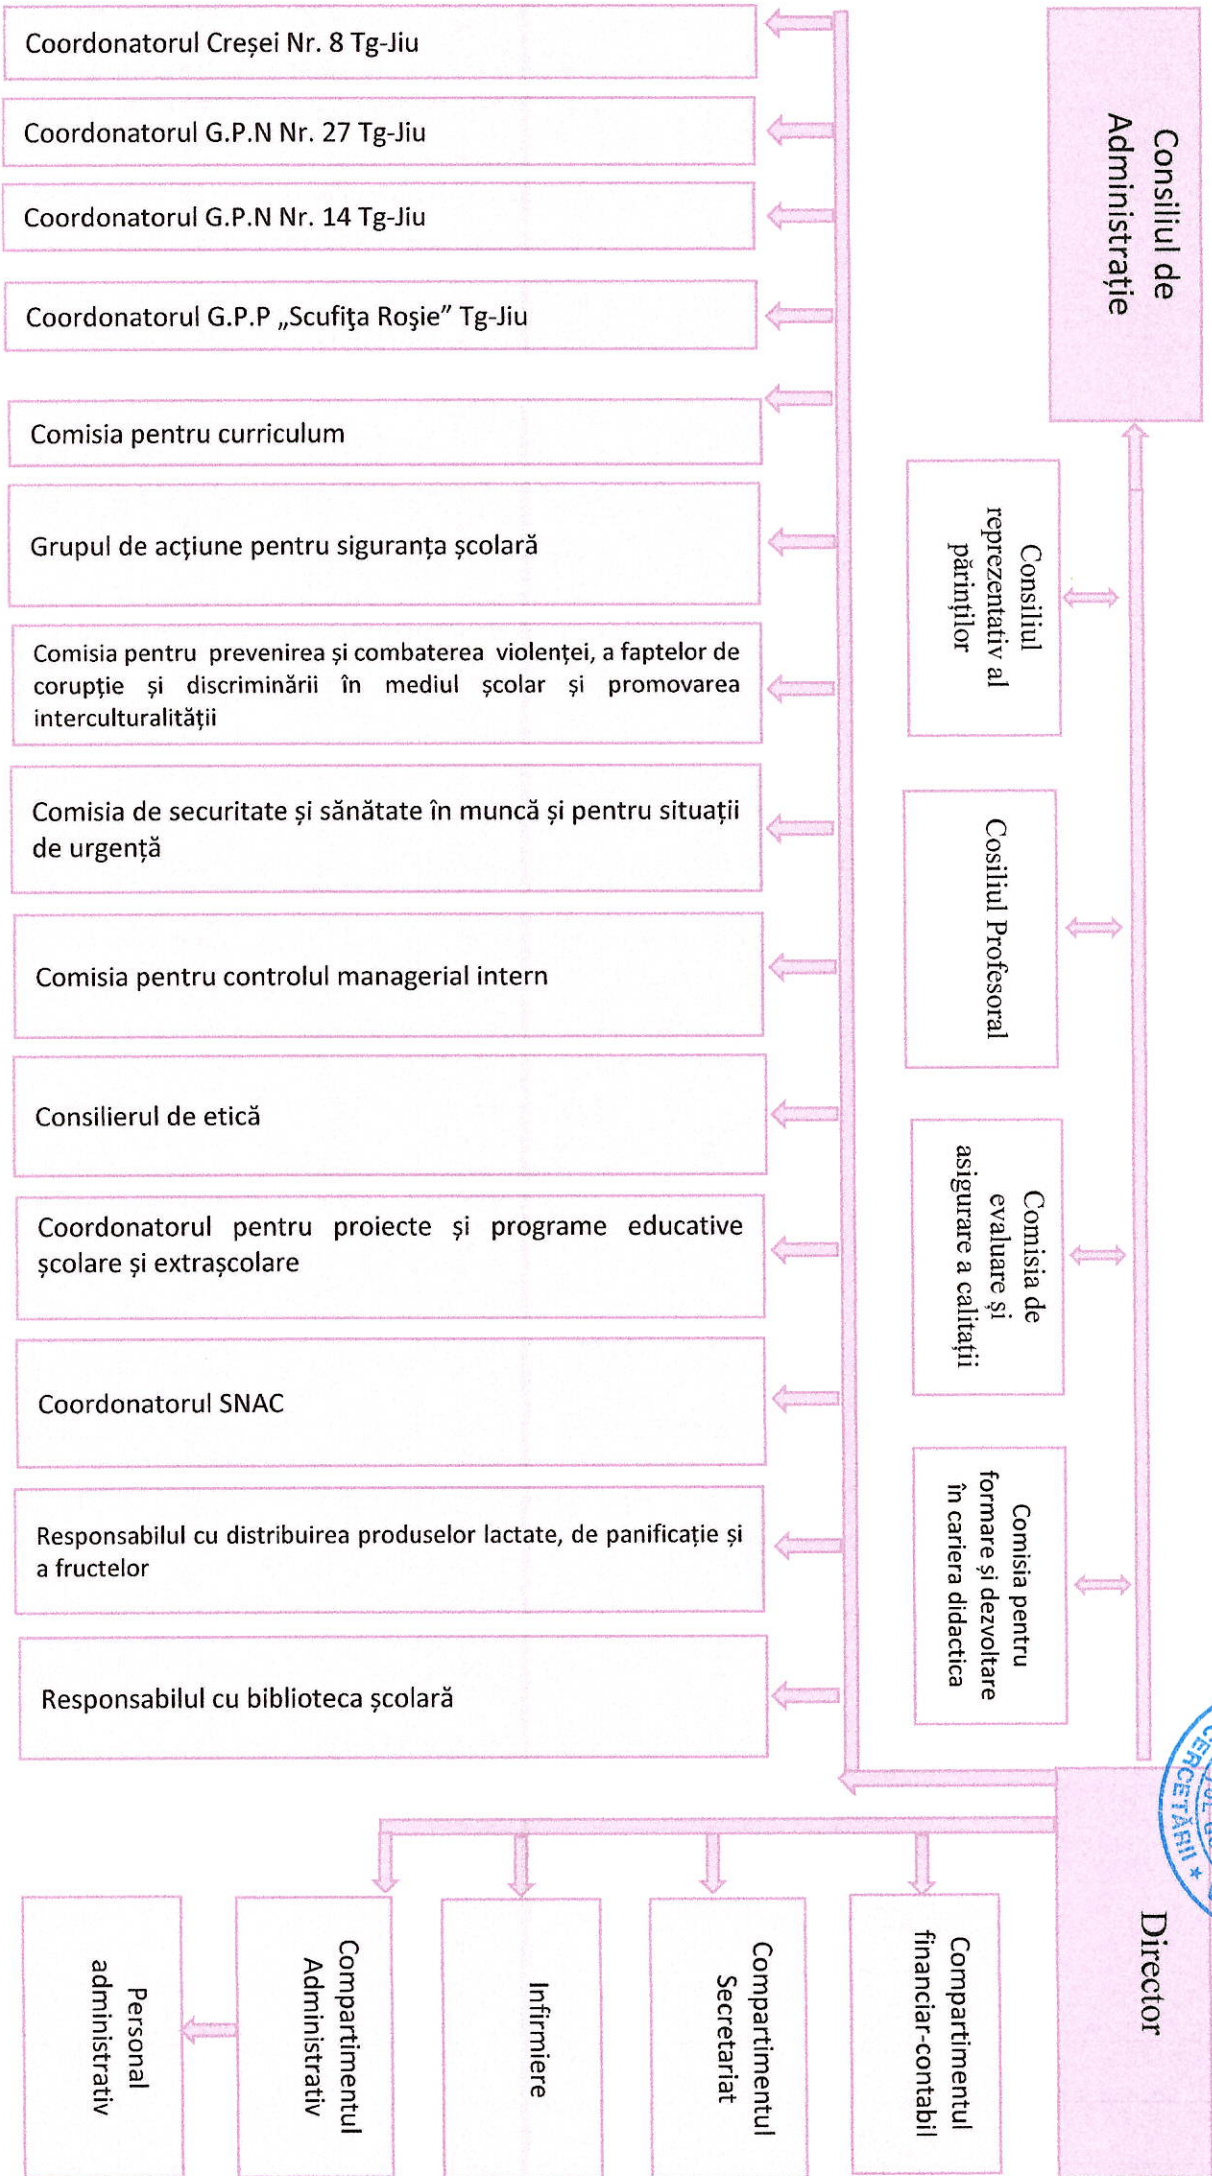 Consiliul de
Administrație
Director
CERCETĂRII *
Consiliul
reprezentativ al
părinților
Cosiliul Profesoral
Comisia de
evaluare și
asigurare a calitații
Comisia pentru
formare și dezvoltare
în cariera didactica
Coordonatorul Creșei Nr. 8 Tg-Jiu
Coordonatorul G.P.N Nr. 27 Tg-Jiu
Coordonatorul G.P.N Nr. 14 Tg-Jiu
Coordonatorul G.P.P „Scufiţa Roşie” Tg-Jiu
Comisia pentru curriculum
Grupul de acțiune pentru siguranța școlară
Comisia pentru prevenirea și combaterea violenței, a faptelor de
corupție și discriminării în mediul școlar și promovarea
interculturalității
Comisia de securitate și sănătate în muncă și pentru situații
de urgență
Comisia pentru controlul managerial intern
Consilierul de etică
Coordonatorul pentru proiecte și programe educative
școlare și extrașcolare
Coordonatorul SNAC
Responsabilul cu distribuirea produselor lactate, de panificație și
a fructelor
Responsabilul cu biblioteca școlară
Compartimentul
financiar-contabil
Compartimentul
Secretariat
Infirmiere
Compartimentul
Administrativ
Personal
administrativ